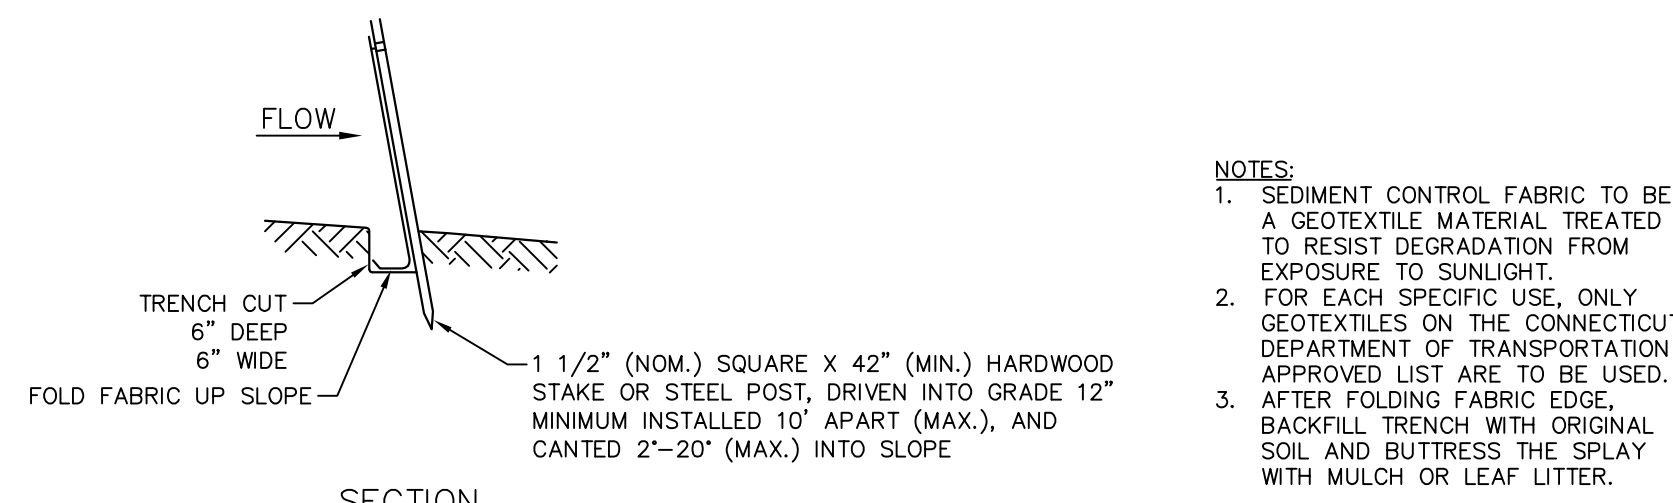 FLOW
TRENCH CUT
6" DEEP
6" WIDE
FOLD FABRIC UP SLOPE
1 1/2" (NOM.) SQUARE X 42" (MIN.) HARDWOOD
STAKE OR STEEL POST, DRIVEN INTO GRADE 12"
MINIMUM INSTALLED 10' APART (MAX.), AND
CANTED 2°–20° (MAX.) INTO SLOPE
SECTION
NOTES:
1. SEDIMENT CONTROL FABRIC TO BE
A GEOTEXTILE MATERIAL TREATED
TO RESIST DEGRADATION FROM
EXPOSURE TO SUNLIGHT.
2. FOR EACH SPECIFIC USE, ONLY
GEOTEXTILES ON THE CONNECTICUT
DEPARTMENT OF TRANSPORTATION
APPROVED LIST ARE TO BE USED.
3. AFTER FOLDING FABRIC EDGE,
BACKFILL TRENCH WITH ORIGINAL
SOIL AND BUTTRESS THE SPLAY
WITH MULCH OR LEAF LITTER.